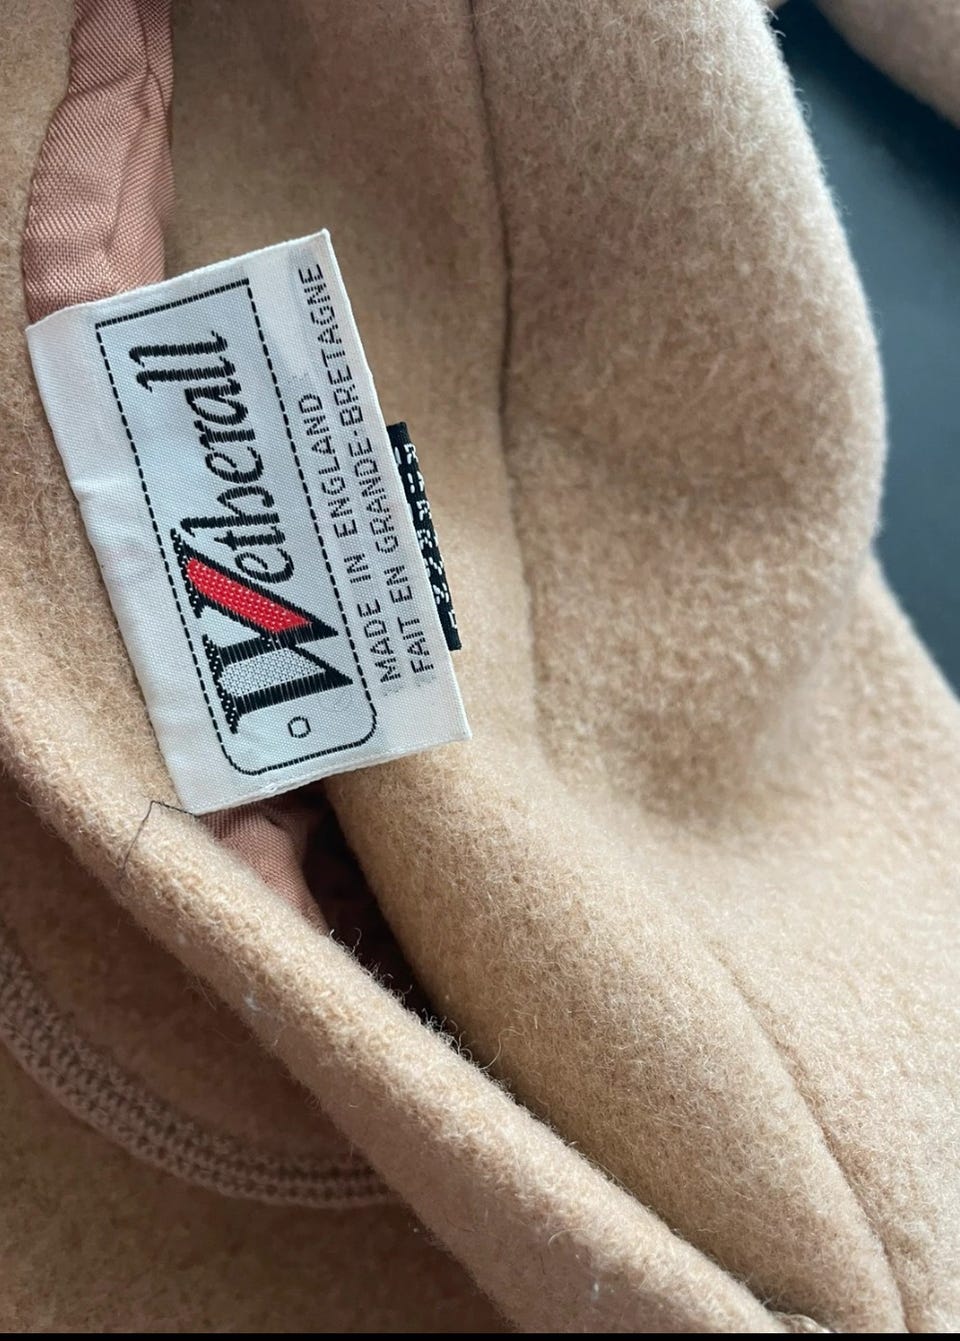 Wetherall
MADE IN ENGLAND
FAIT EN GRANDE-BRETAGNE